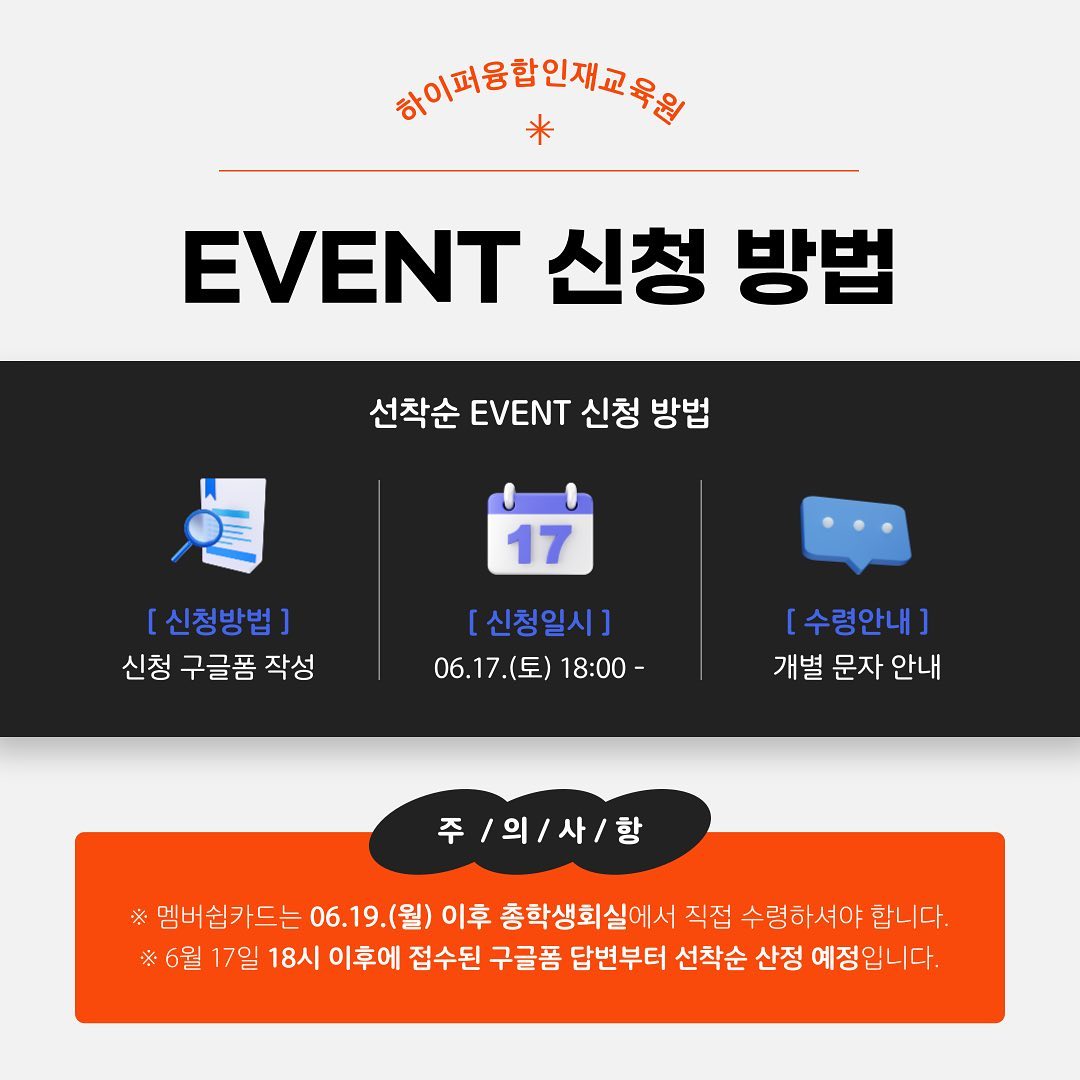 하이퍼융합인재교육원
EVENT 신청 방법
선착순 EVENT 신청 방법
17
[ 신청방법 ]
신청 구글폼 작성
[ 신청일시 ]
06.17.(토) 18:00 -
[ 수령안내 ]
개별 문자 안내
주 / 의 / 사 / 항
※ 멤버쉽카드는 06.19.(월) 이후 총학생회실에서 직접 수령하셔야 합니다.
※ 6월 17일 18시 이후에 접수된 구글폼 답변부터 선착순 산정 예정입니다.